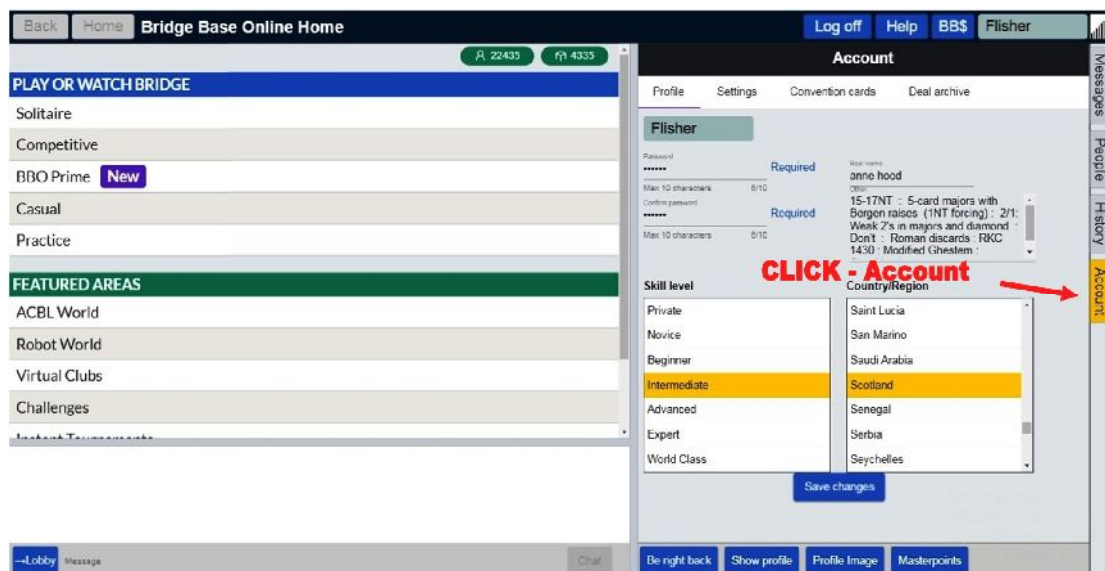 Back Home Bridge Base Online Home Log off Help BB$ Flisher
22435 4335
PLAY OR WATCH BRIDGE
Solitaire
Competitive
BBO Prime New
Casual
Practice
FEATURED AREAS
ACBL World
Robot World
Virtual Clubs
Challenges
Instant Tournaments
→Lobby Message Chat
Account
Profile Settings Convention cards Deal archive
Flisher
Password
••••••
Required
Max 10 characters 6/10
Confirm password
••••••
Required
Max 10 characters 6/10
Real name
anne hood
Other
15-17NT : 5-card majors with
Bergen raises (1NT forcing) : 2/1:
Weak 2's in majors and diamond :
Don't : Roman discards : RKC
1430 : Modified Ghestem :
CLICK - Account
Skill level
Private
Novice
Beginner
Intermediate
Advanced
Expert
World Class
Country/Region
Saint Lucia
San Marino
Saudi Arabia
Scotland
Senegal
Serbia
Seychelles
Save changes
Be right back Show profile Profile Image Masterpoints
Messages
People
History
Account